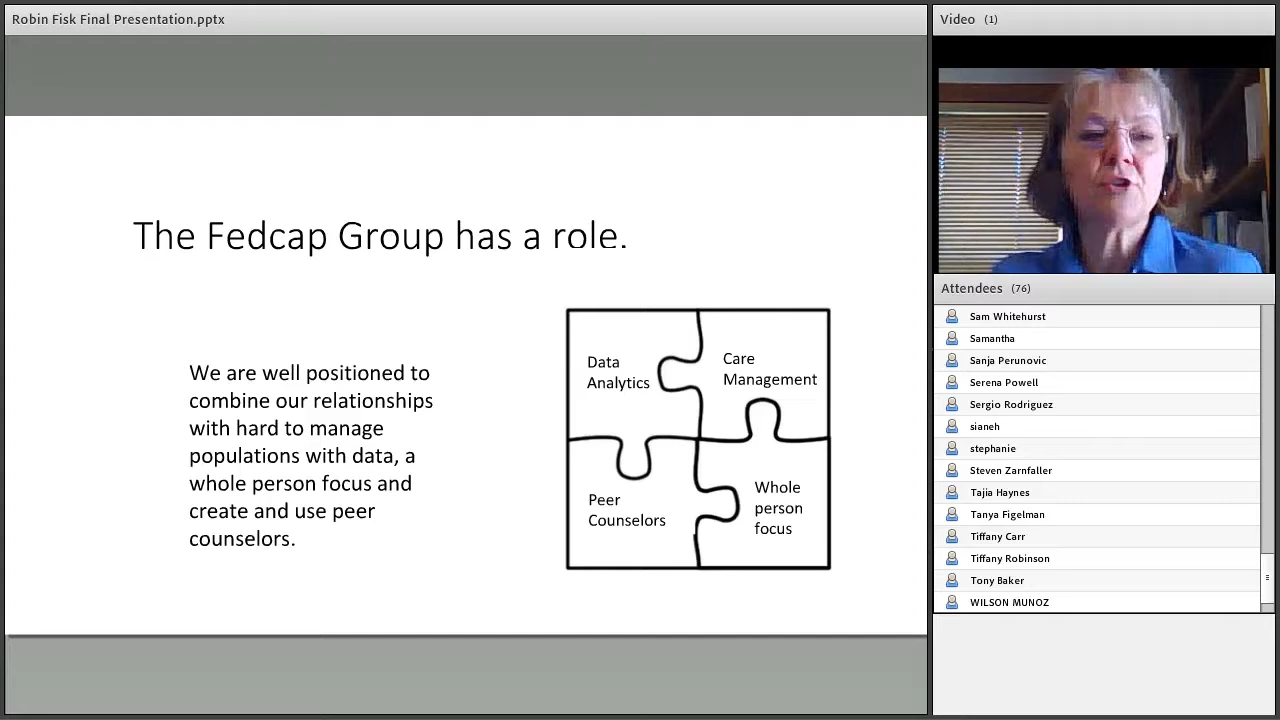 Robin Fisk Final Presentation.pptx
The Fedcap Group has a role.
We are well positioned to
combine our relationships
with hard to manage
populations with data, a
whole person focus and
create and use peer
counselors.
Data
Analytics
Care
Management
Peer
Counselors
Whole
person
focus
Video (1)
Attendees (76)
Sam Whitehurst
Samantha
Sanja Perunovic
Serena Powell
Sergio Rodriguez
sianeh
stephanie
Steven Zarnfaller
Tajia Haynes
Tanya Figelman
Tiffany Carr
Tiffany Robinson
Tony Baker
WILSON MUNOZ